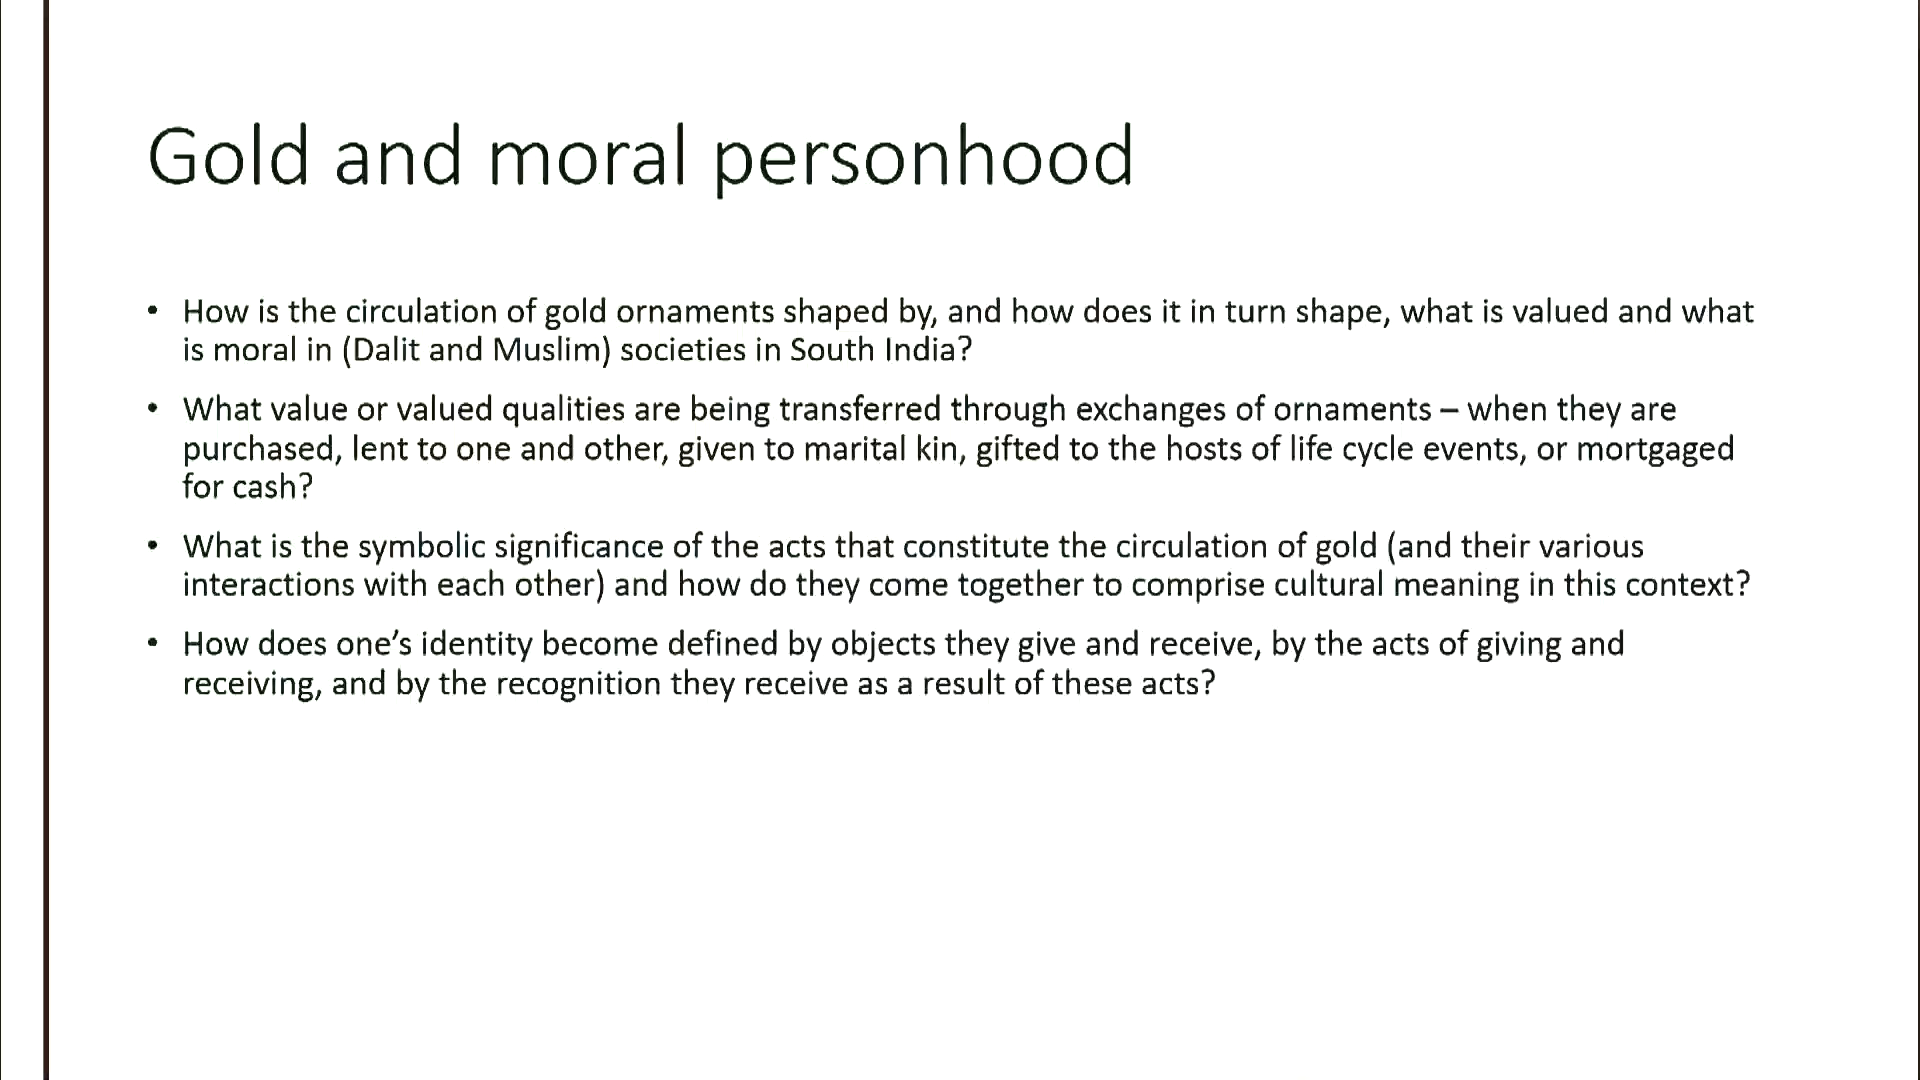 Gold and moral personhood
• How is the circulation of gold ornaments shaped by, and how does it in turn shape, what is valued and what
is moral in (Dalit and Muslim) societies in South India?
• What value or valued qualities are being transferred through exchanges of ornaments – when they are
purchased, lent to one and other, given to marital kin, gifted to the hosts of life cycle events, or mortgaged
for cash?
• What is the symbolic significance of the acts that constitute the circulation of gold (and their various
interactions with each other) and how do they come together to comprise cultural meaning in this context?
• How does one’s identity become defined by objects they give and receive, by the acts of giving and
receiving, and by the recognition they receive as a result of these acts?